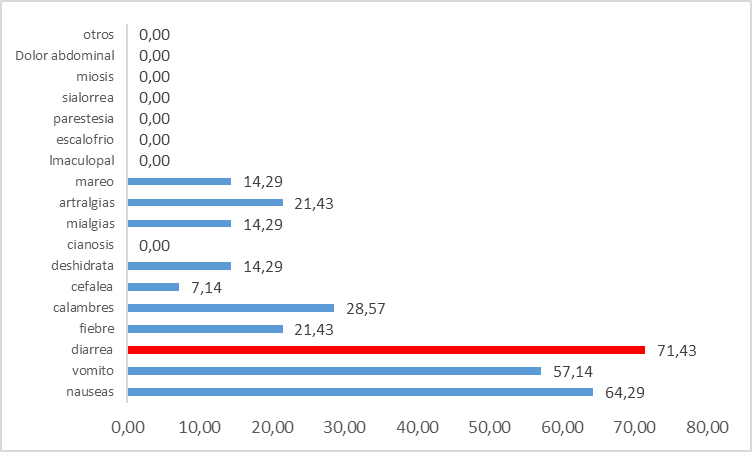 otros 0,00
Dolor abdominal 0,00
miosis 0,00
sialorrea 0,00
parestesia 0,00
escalofrio 0,00
lmaculopal 0,00
mareo 14,29
artralgias 21,43
mialgias 14,29
cianosis 0,00
deshidrata 14,29
cefalea 7,14
calambres 28,57
fiebre 21,43
diarrea 71,43
vomito 57,14
nauseas 64,29
0,00 10,00 20,00 30,00 40,00 50,00 60,00 70,00 80,00